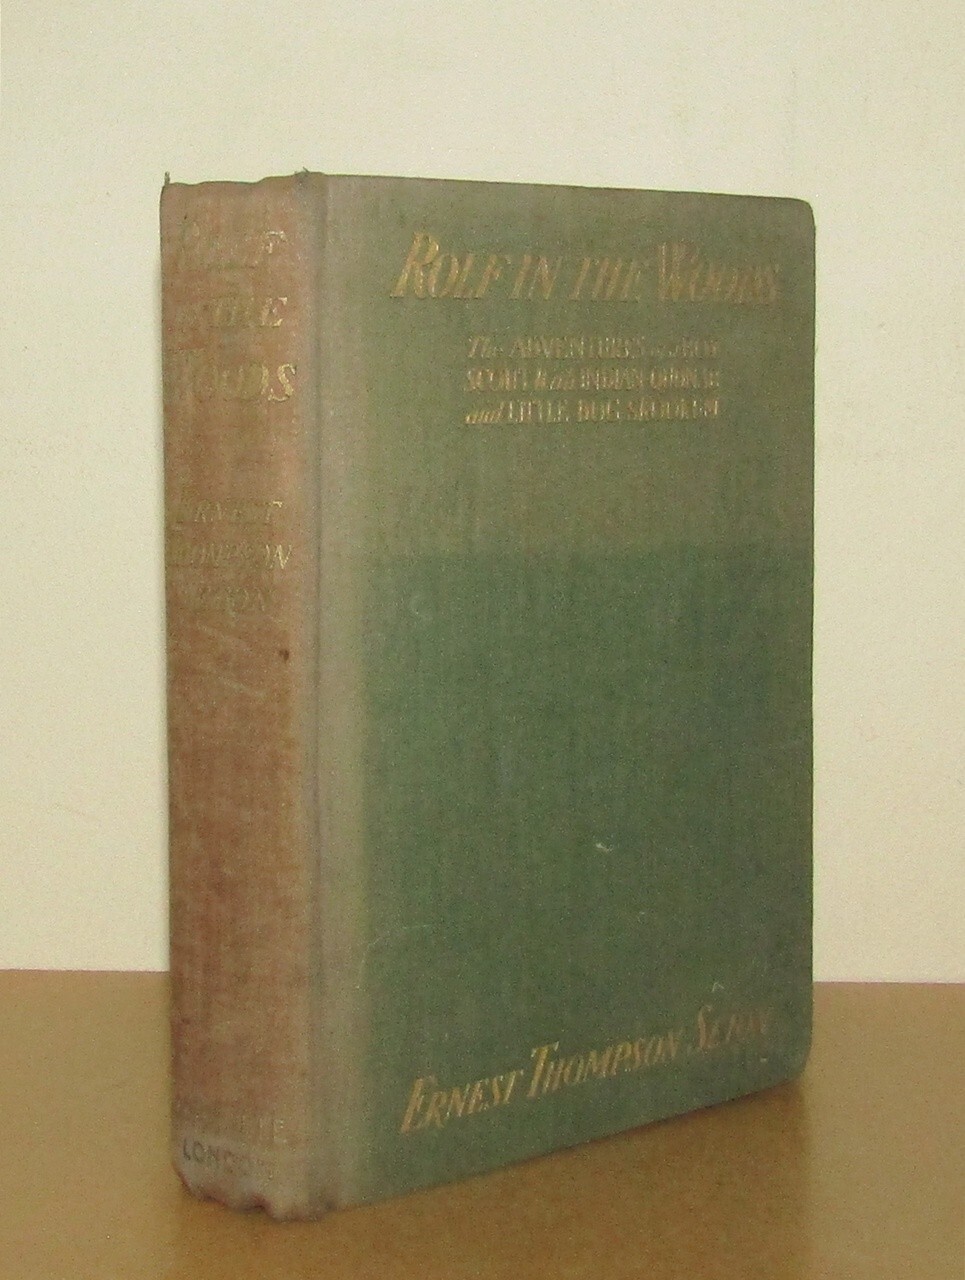 ROLF
THE
WOODS
ERNEST
THOMPSON
SETON
LONDON
ROLF IN THE WOODS
The ADVENTURES of a BOY
SCOUT With INDIAN QUONAB
and LITTLE DOG SKOOKUM
ERNEST THOMPSON SETON